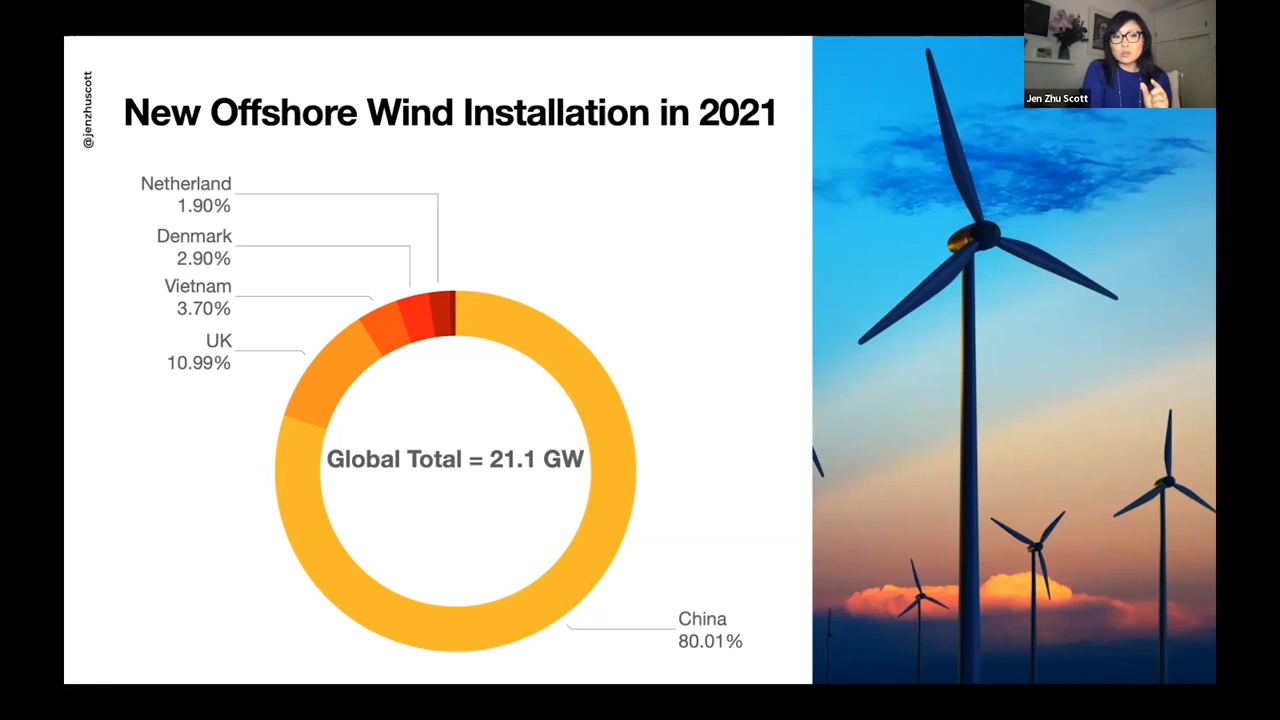 @jenzhuscott
New Offshore Wind Installation in 2021
Netherland
1.90%
Denmark
2.90%
Vietnam
3.70%
UK
10.99%
Global Total = 21.1 GW
China
80.01%
Jen Zhu Scott